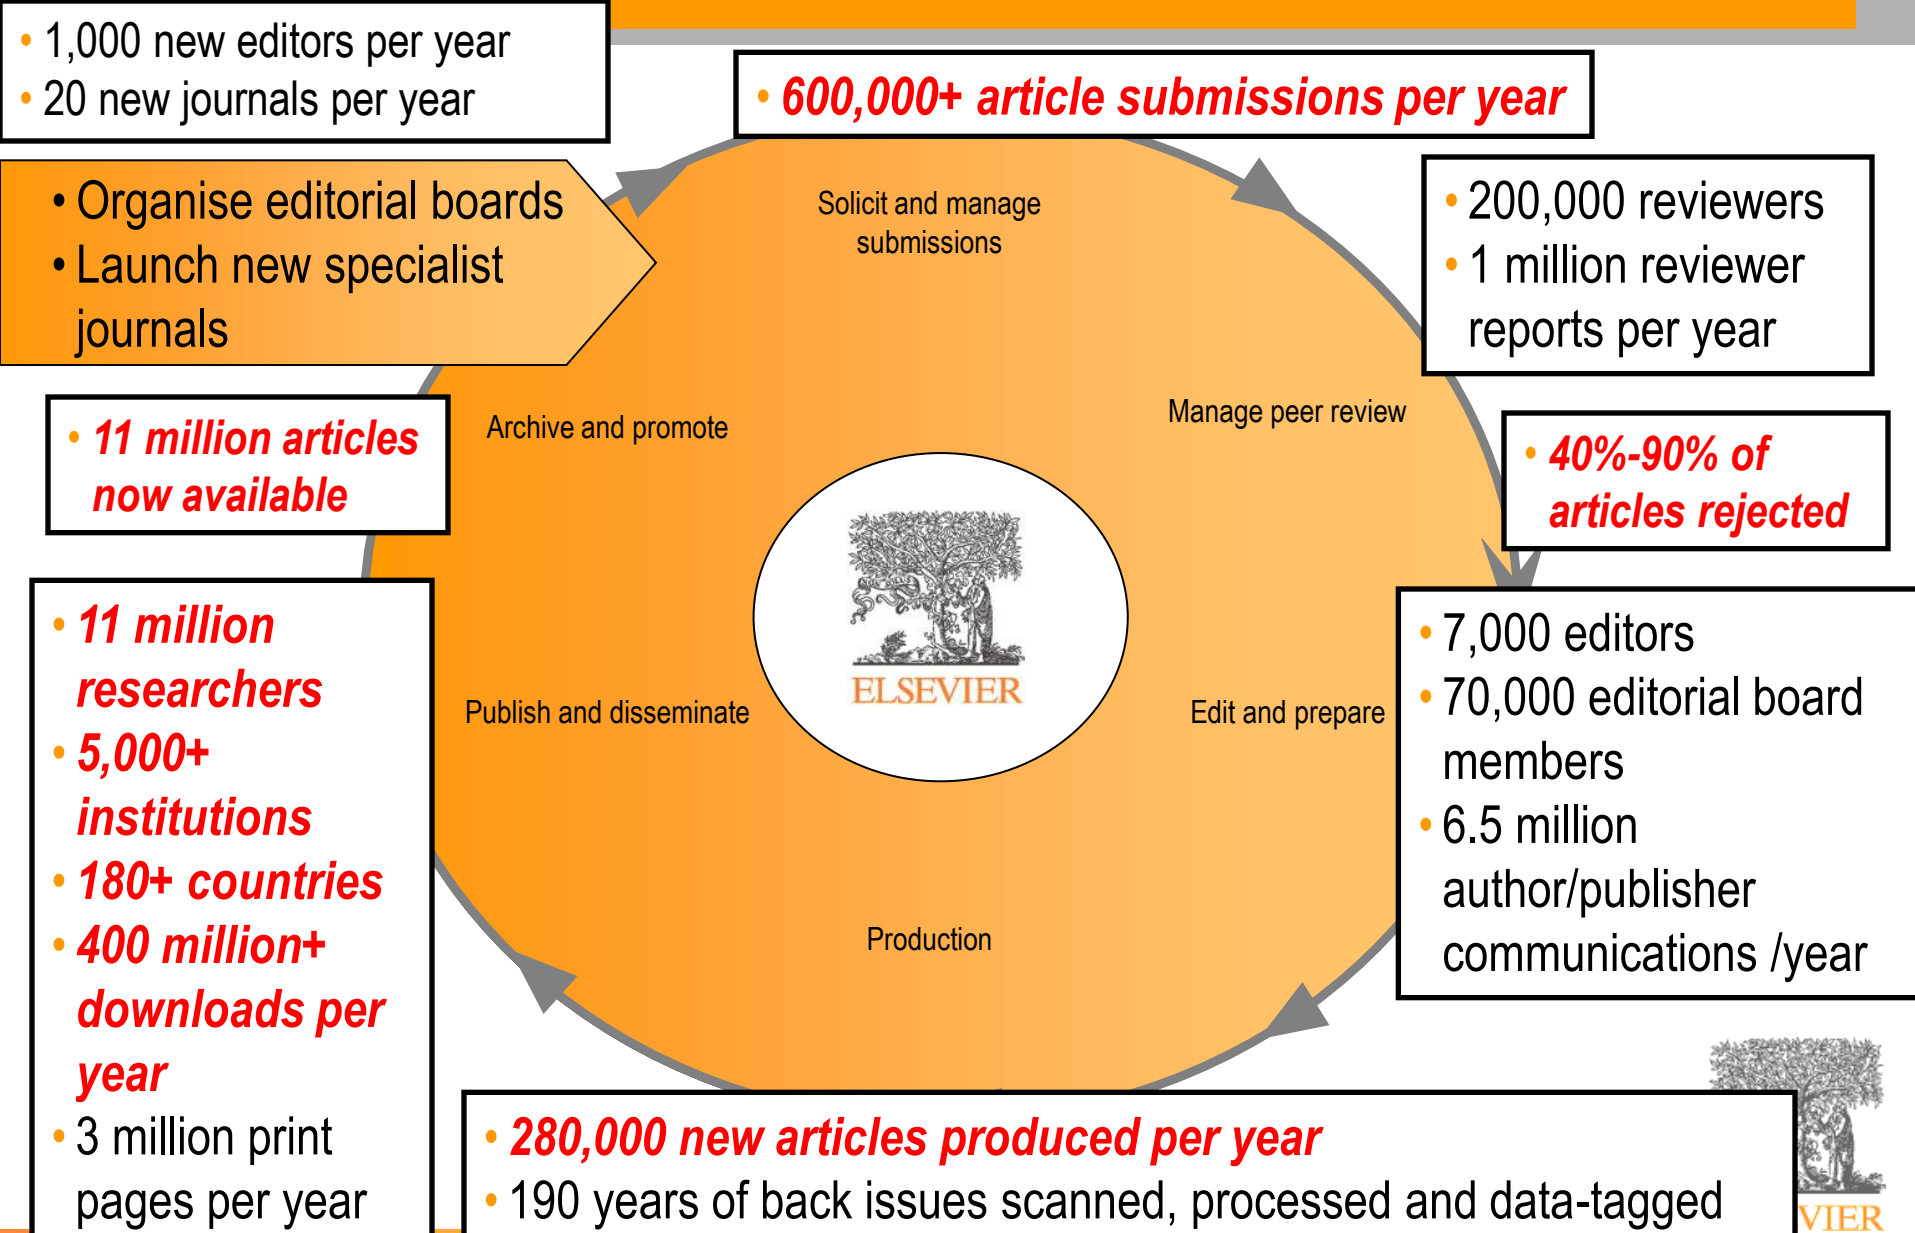 • 1,000 new editors per year
• 20 new journals per year
• 600,000+ article submissions per year
• Organise editorial boards
• Launch new specialist
journals
Solicit and manage
submissions
• 200,000 reviewers
• 1 million reviewer
reports per year
Manage peer review
• 40%-90% of
articles rejected
• 11 million articles
now available
Archive and promote
ELSEVIER
• 7,000 editors
• 70,000 editorial board
members
• 6.5 million
author/publisher
communications /year
Edit and prepare
Publish and disseminate
Production
• 11 million
researchers
• 5,000+
institutions
• 180+ countries
• 400 million+
downloads per
year
• 3 million print
pages per year
• 280,000 new articles produced per year
• 190 years of back issues scanned, processed and data-tagged
VIER